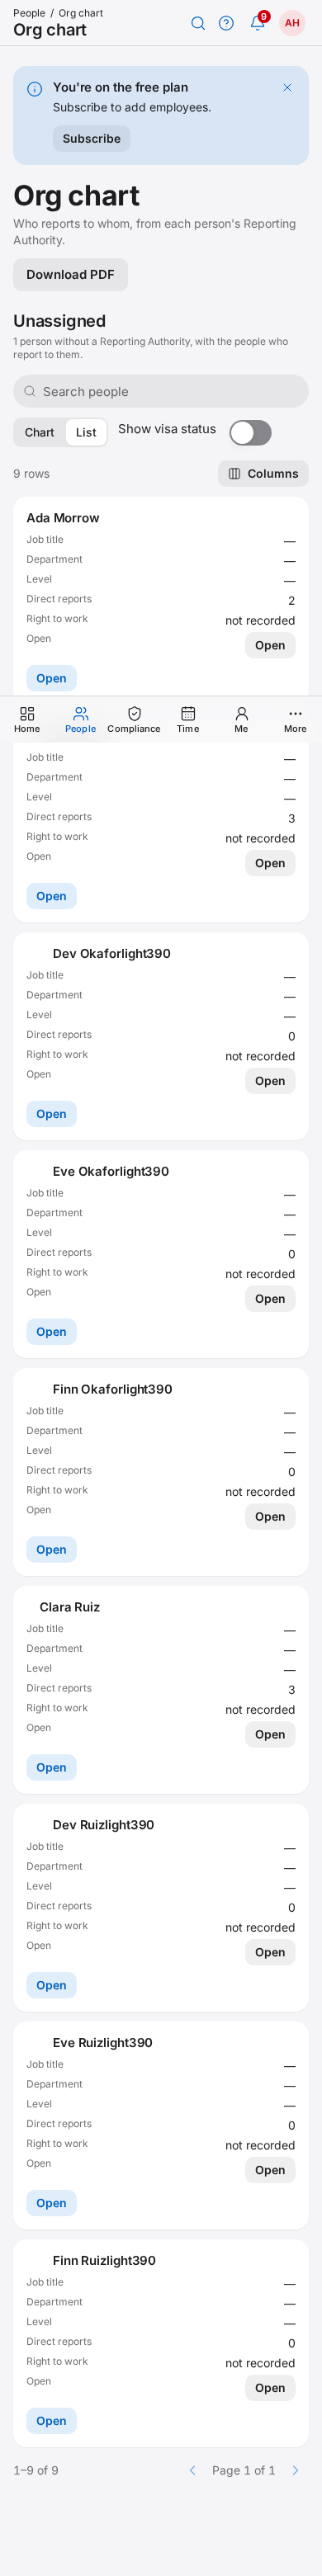 People / Org chart
Org chart
9
AH
You're on the free plan
Subscribe to add employees.
Subscribe
Org chart
Who reports to whom, from each person's Reporting
Authority.
Download PDF
Unassigned
1 person without a Reporting Authority, with the people who
report to them.
Search people
Chart List Show visa status
9 rows Columns
Ada Morrow
Job title —
Department —
Level —
Direct reports 2
Right to work not recorded
Open Open
Open
Home People Compliance Time Me More
Job title —
Department —
Level —
Direct reports 3
Right to work not recorded
Open Open
Open
Dev Okaforlight390
Job title —
Department —
Level —
Direct reports 0
Right to work not recorded
Open Open
Open
Eve Okaforlight390
Job title —
Department —
Level —
Direct reports 0
Right to work not recorded
Open Open
Open
Finn Okaforlight390
Job title —
Department —
Level —
Direct reports 0
Right to work not recorded
Open Open
Open
Clara Ruiz
Job title —
Department —
Level —
Direct reports 3
Right to work not recorded
Open Open
Open
Dev Ruizlight390
Job title —
Department —
Level —
Direct reports 0
Right to work not recorded
Open Open
Open
Eve Ruizlight390
Job title —
Department —
Level —
Direct reports 0
Right to work not recorded
Open Open
Open
Finn Ruizlight390
Job title —
Department —
Level —
Direct reports 0
Right to work not recorded
Open Open
Open
1–9 of 9 Page 1 of 1